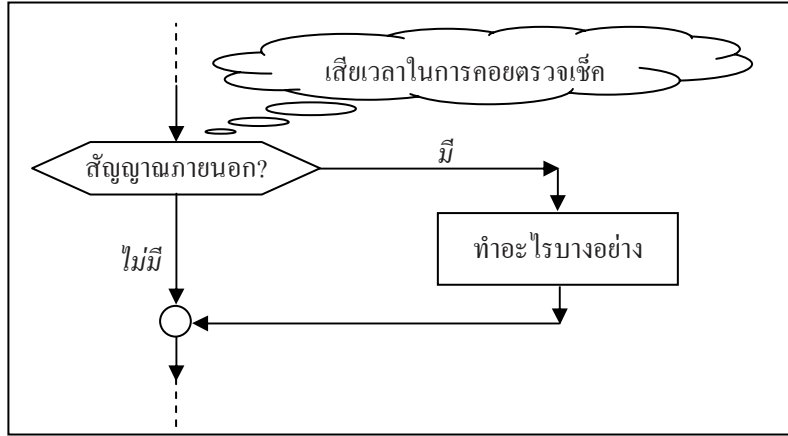 เสียเวลาในการคอยตรวจเช็ค
สัญญาณภายนอก?
มี
ทำอะไรบางอย่าง
ไม่มี